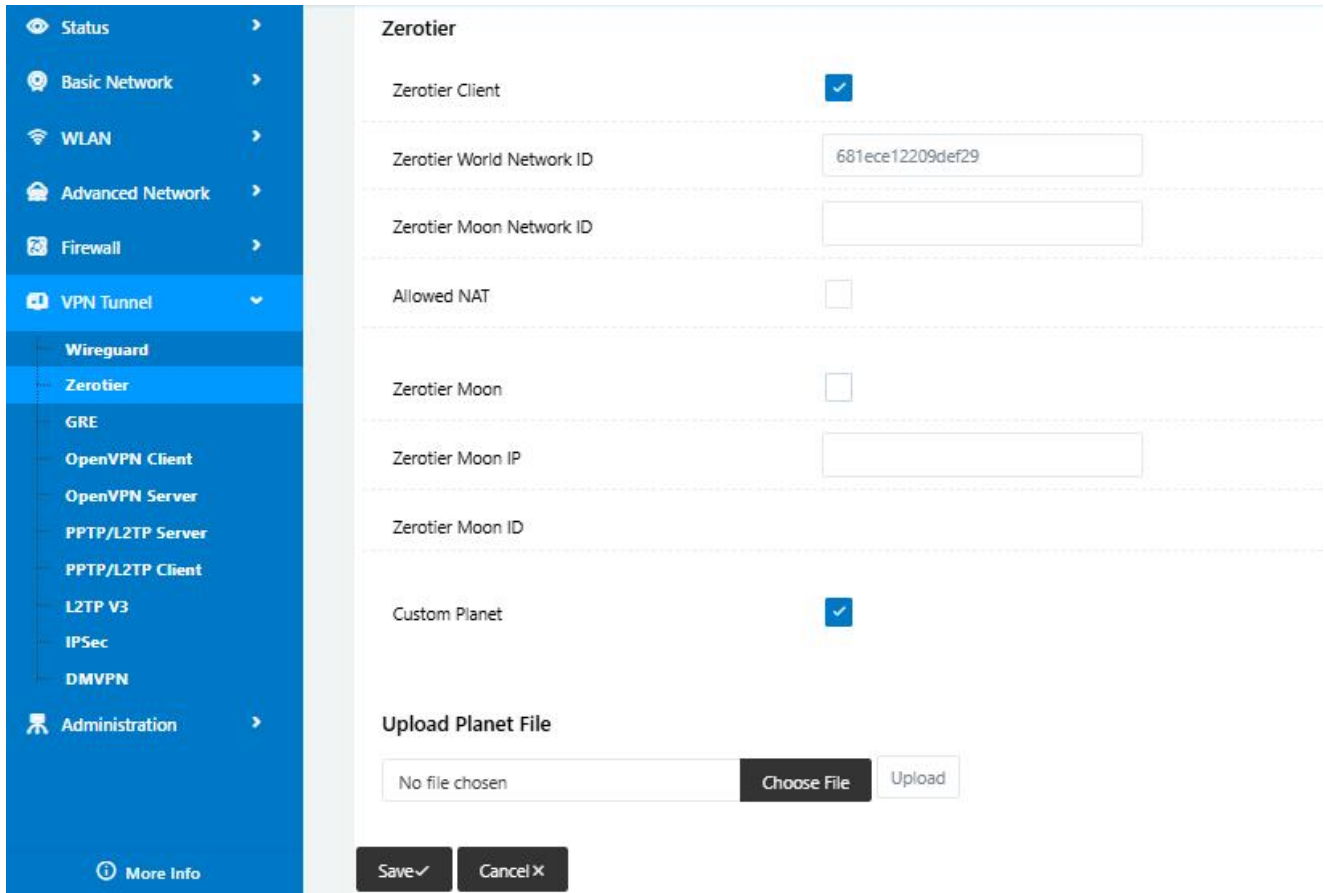 Status
Basic Network
WLAN
Advanced Network
Firewall
VPN Tunnel
Wireguard
Zerotier
GRE
OpenVPN Client
OpenVPN Server
PPTP/L2TP Server
PPTP/L2TP Client
L2TP V3
IPSec
DMVPN
Administration
More Info
Zerotier
Zerotier Client
Zerotier World Network ID 681ece12209def29
Zerotier Moon Network ID
Allowed NAT
Zerotier Moon
Zerotier Moon IP
Zerotier Moon ID
Custom Planet
Upload Planet File
No file chosen Choose File Upload
Save Cancel